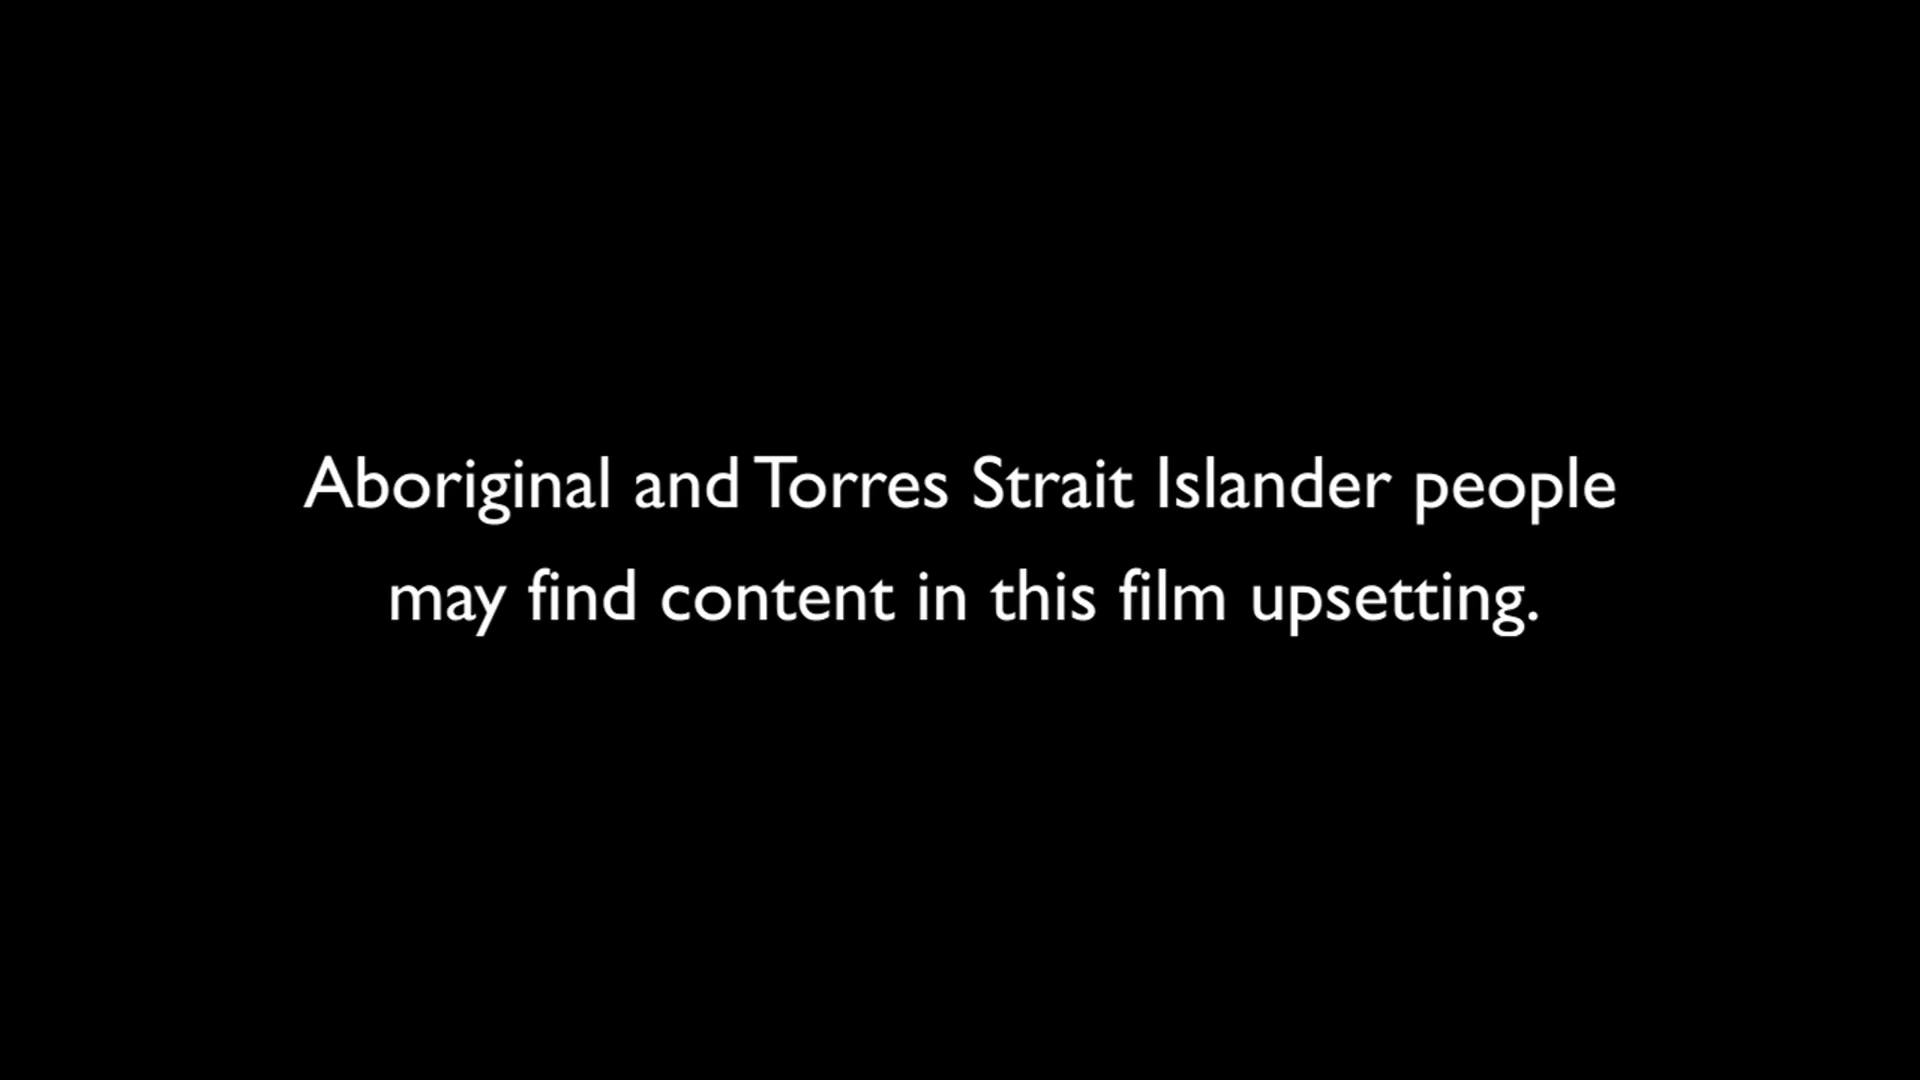 Aboriginal and Torres Strait Islander people
may find content in this film upsetting.